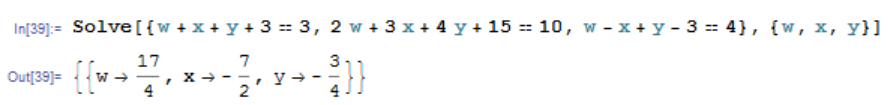 In[39]:= Solve[{w + x + y + 3 == 3, 2 w + 3 x + 4 y + 15 == 10, w - x + y - 3 == 4}, {w, x, y}]
Out[39]= {{w → 17/4, x → - 7/2, y → - 3/4}}